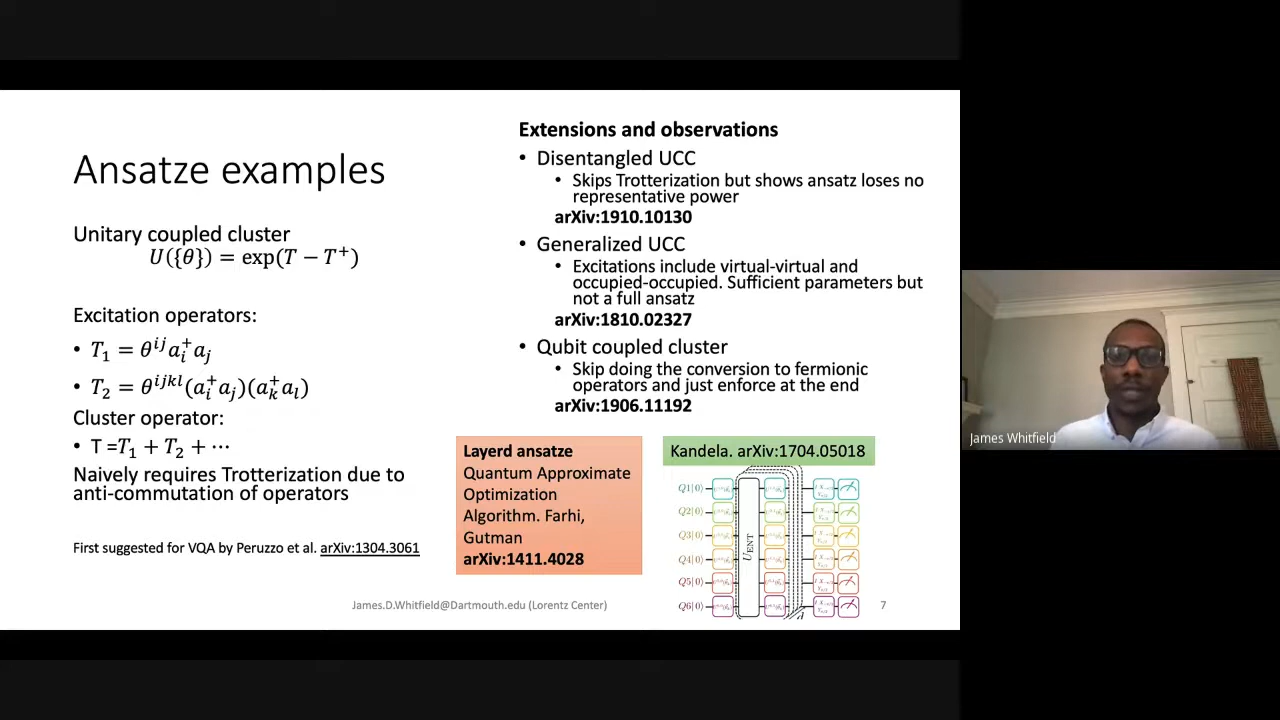 Ansatze examples
Unitary coupled cluster
U({θ}) = exp(T − T⁺)
Excitation operators:
• T₁ = θ^{ij} a_i⁺ a_j
• T₂ = θ^{ijkl} (a_i⁺ a_j)(a_k⁺ a_l)
Cluster operator:
• T =T₁ + T₂ + ⋯
Naively requires Trotterization due to
anti-commutation of operators
First suggested for VQA by Peruzzo et al. arXiv:1304.3061
Extensions and observations
• Disentangled UCC
• Skips Trotterization but shows ansatz loses no
representative power
arXiv:1910.10130
• Generalized UCC
• Excitations include virtual-virtual and
occupied-occupied. Sufficient parameters but
not a full ansatz
arXiv:1810.02327
• Qubit coupled cluster
• Skip doing the conversion to fermionic
operators and just enforce at the end
arXiv:1906.11192
Layerd ansatze
Quantum Approximate
Optimization
Algorithm. Farhi,
Gutman
arXiv:1411.4028
Kandela. arXiv:1704.05018
Q1|0⟩
Q2|0⟩
Q3|0⟩
Q4|0⟩
Q5|0⟩
Q6|0⟩
U_ENT
James.D.Whitfield@Dartmouth.edu (Lorentz Center)
7
James Whitfield